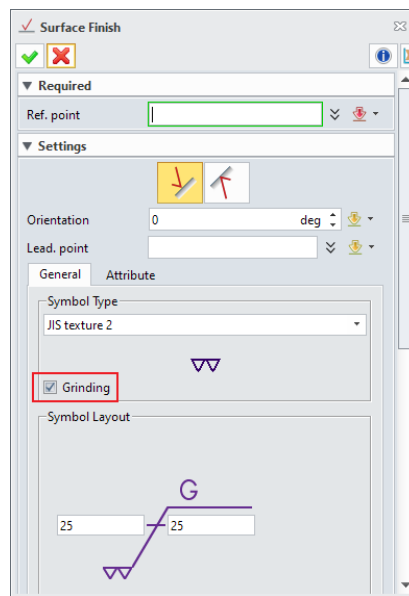 Surface Finish
Required
Ref. point
Settings
Orientation 0 deg
Lead. point
General Attribute
Symbol Type
JIS texture 2
Grinding
Symbol Layout
G
25 25